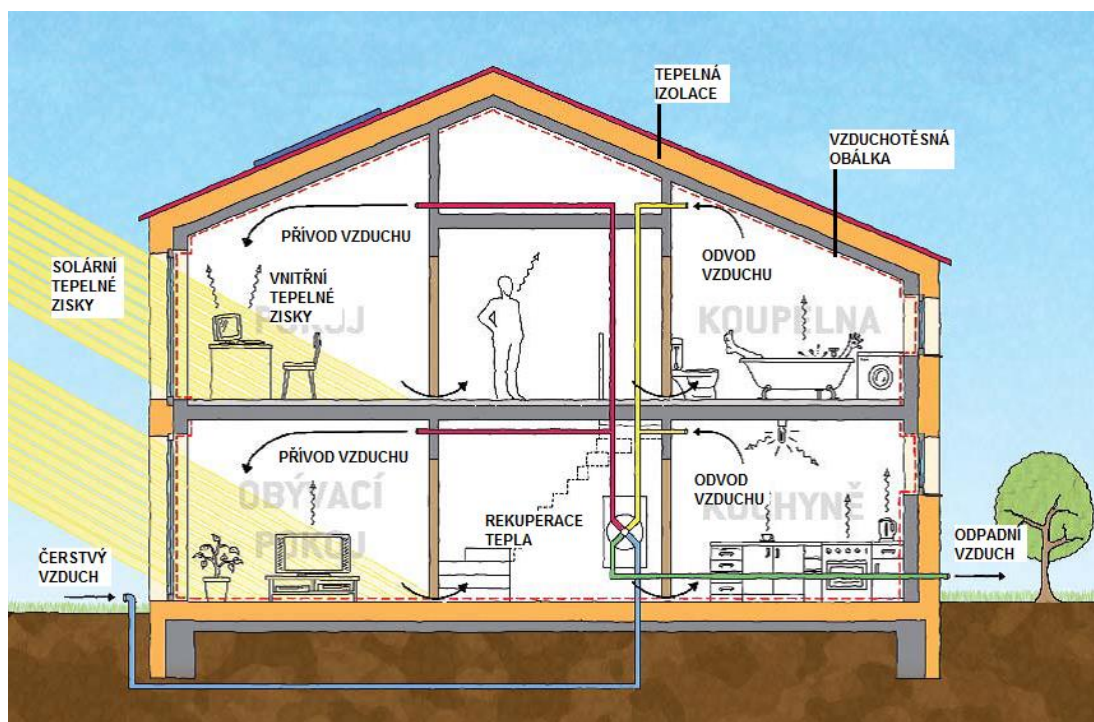 TEPELNÁ
IZOLACE
VZDUCHOTĚSNÁ
OBÁLKA
PŘÍVOD VZDUCHU
ODVOD
VZDUCHU
SOLÁRNÍ
TEPELNÉ
ZISKY
VNITŘNÍ
TEPELNÉ
ZISKY
POKOJ
KOUPELNA
PŘÍVOD VZDUCHU
ODVOD
VZDUCHU
OBÝVACÍ
POKOJ
KUCHYNĚ
REKUPERACE
TEPLA
ČERSTVÝ
VZDUCH
ODPADNÍ
VZDUCH